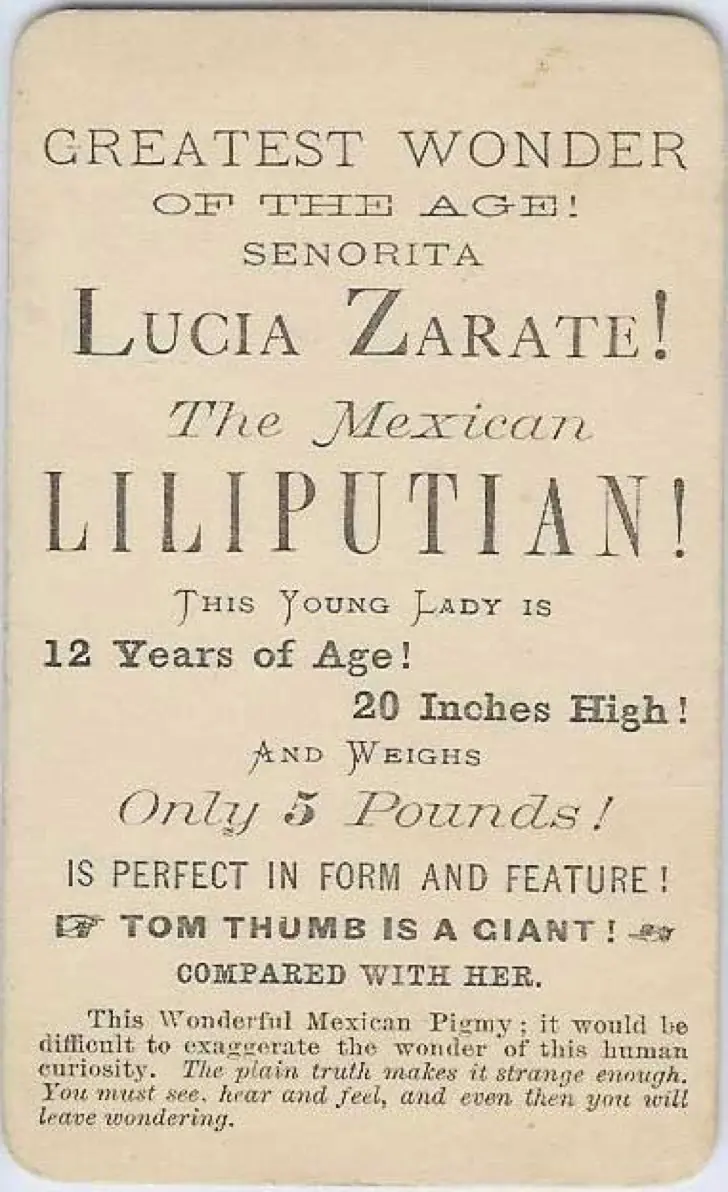 GREATEST WONDER
OF THE AGE!
SENORITA
LUCIA ZARATE!
The Mexican
LILIPUTIAN!
THIS YOUNG LADY IS
12 Years of Age!
20 Inches High!
AND WEIGHS
Only 5 Pounds!
IS PERFECT IN FORM AND FEATURE!
☞ TOM THUMB IS A GIANT! ☜
COMPARED WITH HER.
This Wonderful Mexican Pigmy; it would be
difficult to exaggerate the wonder of this human
curiosity. The plain truth makes it strange enough.
You must see, hear and feel, and even then you will
leave wondering.